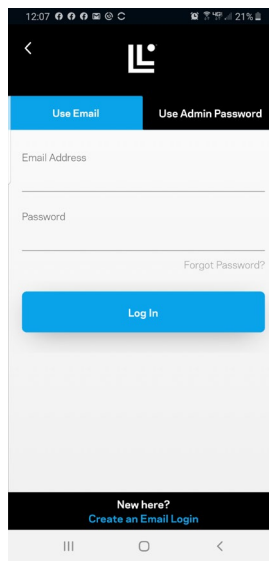 12:07 21%
Use Email Use Admin Password
Email Address
Password
Forgot Password?
Log In
New here?
Create an Email Login